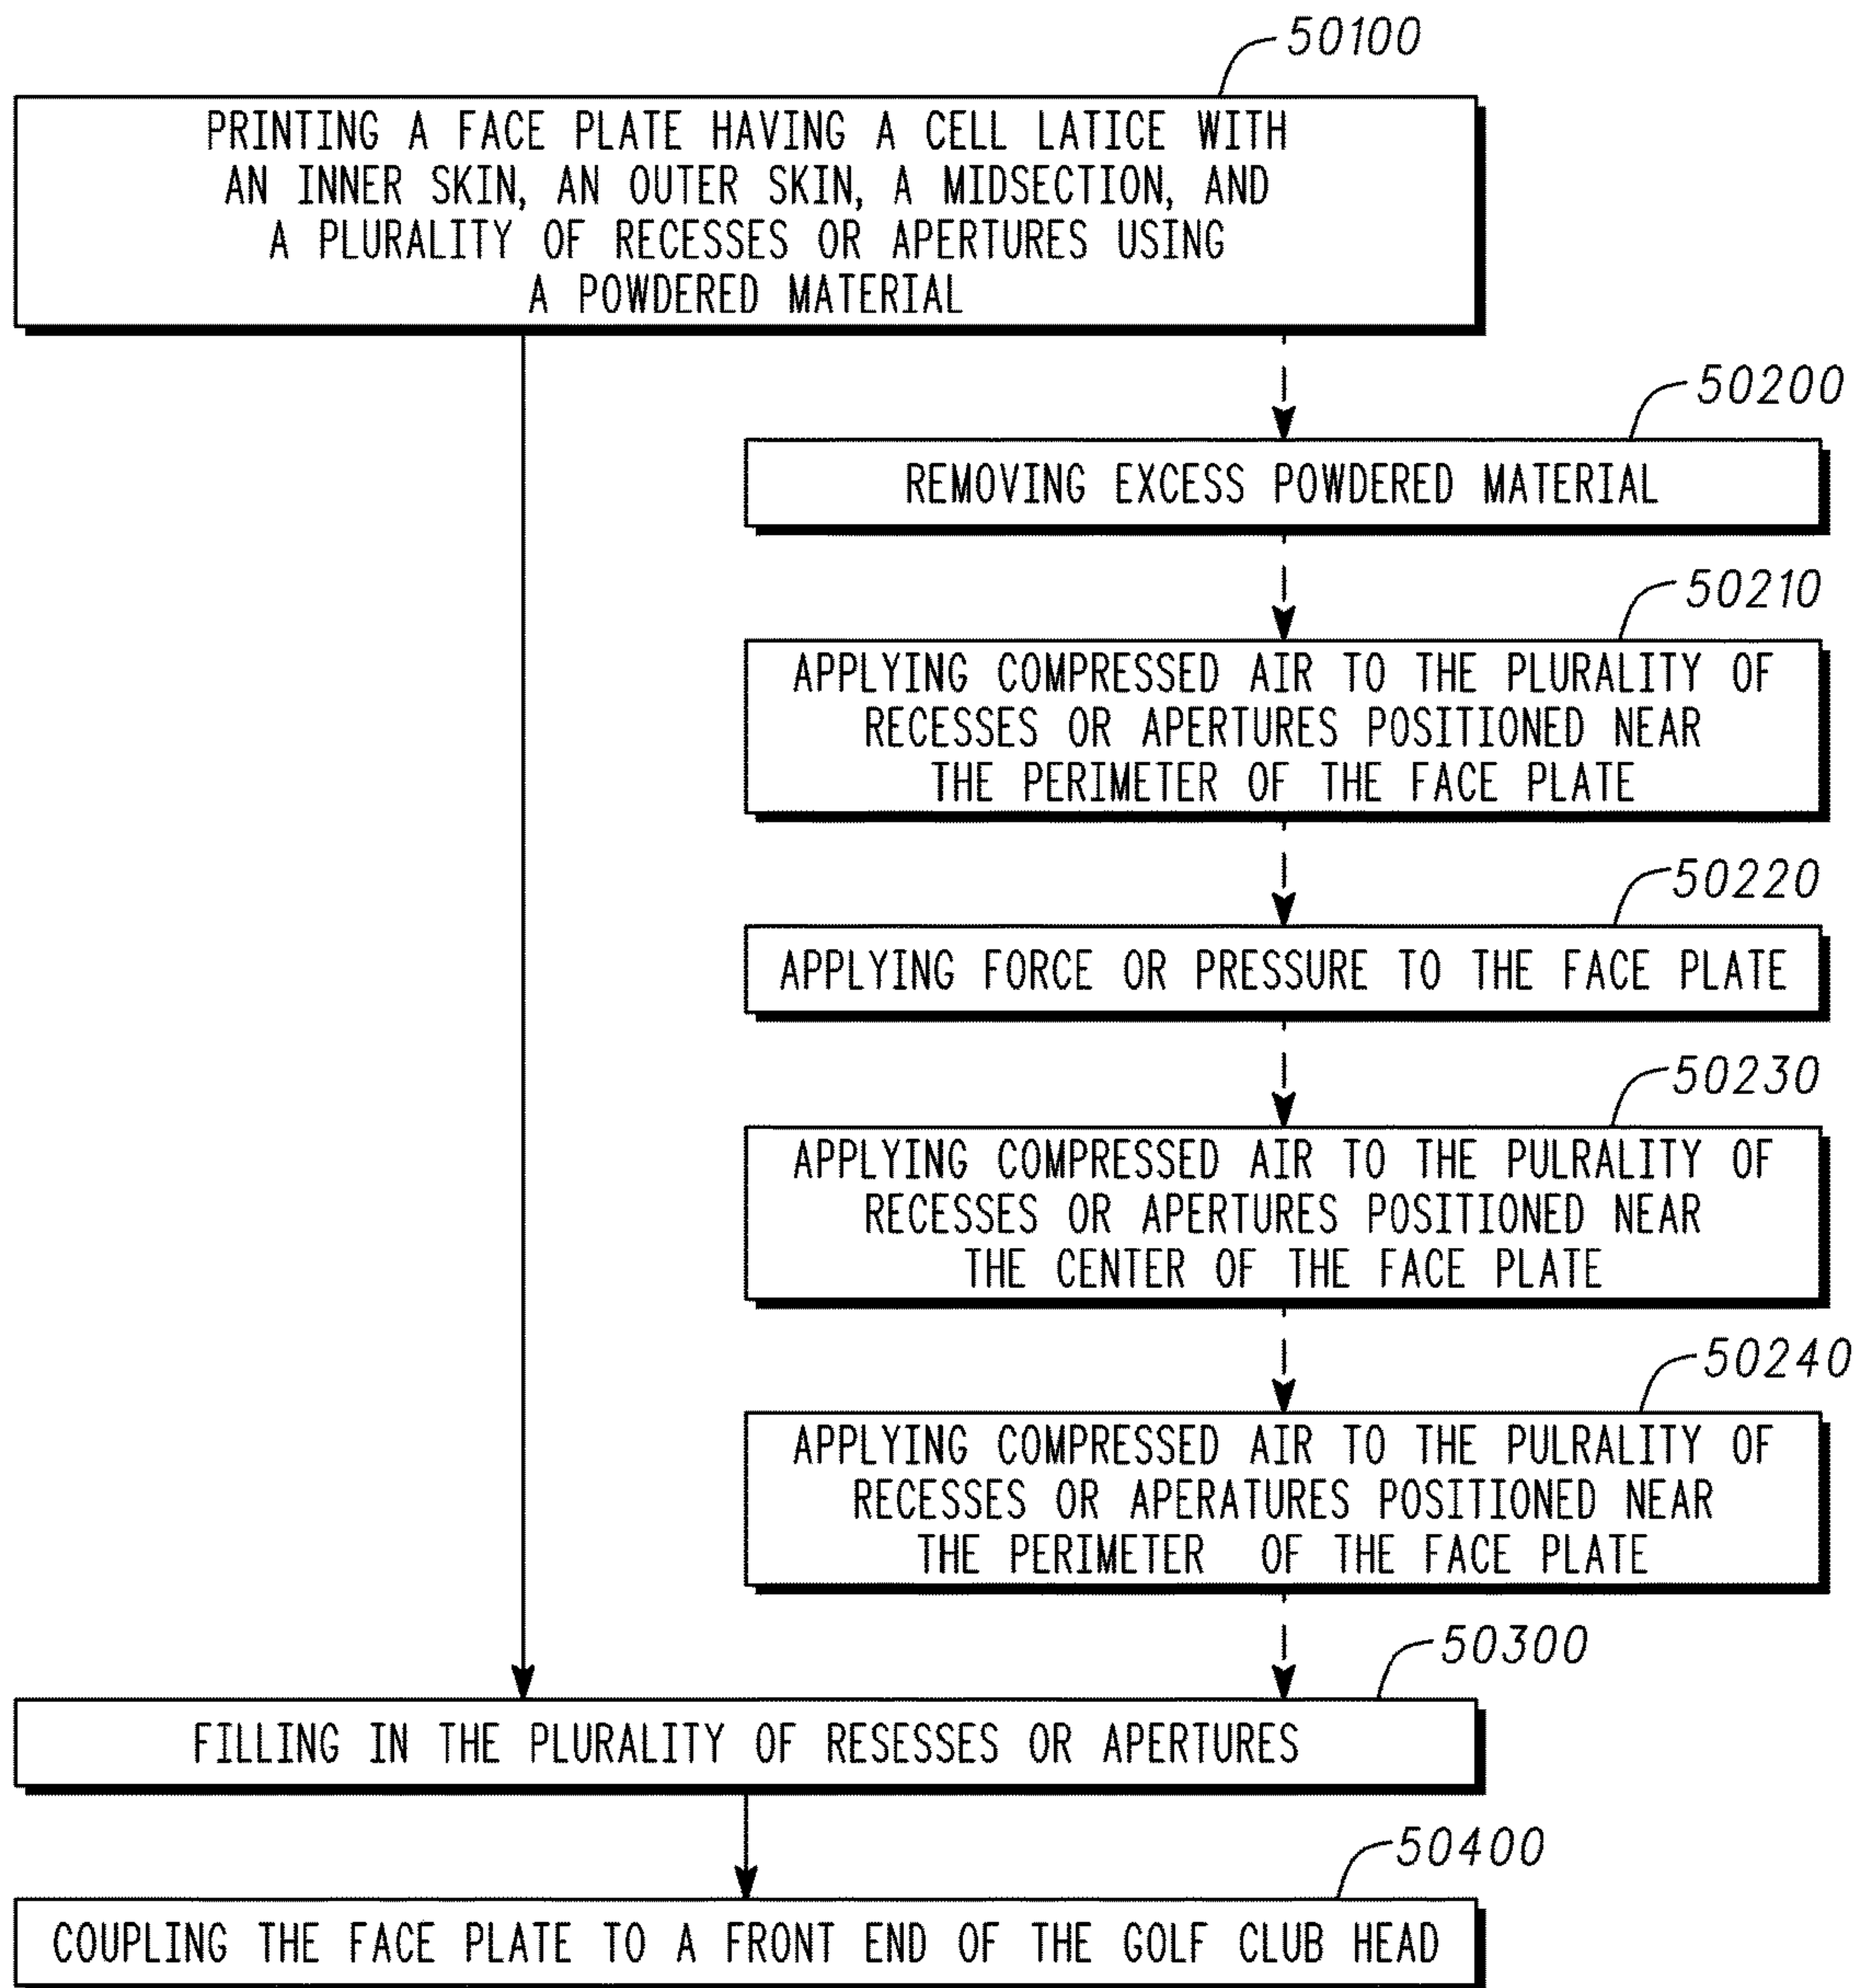 50100
PRINTING A FACE PLATE HAVING A CELL LATICE WITH
AN INNER SKIN, AN OUTER SKIN, A MIDSECTION, AND
A PLURALITY OF RECESSES OR APERTURES USING
A POWDERED MATERIAL
50200
REMOVING EXCESS POWDERED MATERIAL
50210
APPLYING COMPRESSED AIR TO THE PLURALITY OF
RECESSES OR APERTURES POSITIONED NEAR
THE PERIMETER OF THE FACE PLATE
50220
APPLYING FORCE OR PRESSURE TO THE FACE PLATE
50230
APPLYING COMPRESSED AIR TO THE PULRALITY OF
RECESSES OR APERTURES POSITIONED NEAR
THE CENTER OF THE FACE PLATE
50240
APPLYING COMPRESSED AIR TO THE PULRALITY OF
RECESSES OR APERATURES POSITIONED NEAR
THE PERIMETER OF THE FACE PLATE
50300
FILLING IN THE PLURALITY OF RESESSES OR APERTURES
50400
COUPLING THE FACE PLATE TO A FRONT END OF THE GOLF CLUB HEAD